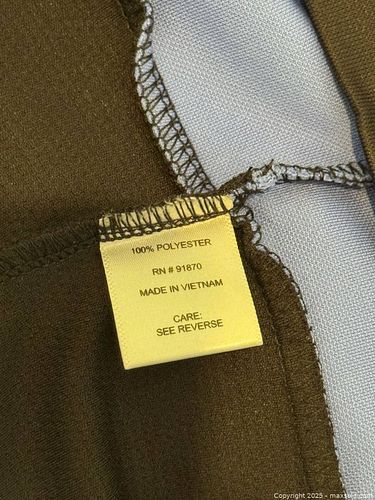 100% POLYESTER
RN # 91870
MADE IN VIETNAM
CARE:
SEE REVERSE
Copyright 2025 - maxsold.com